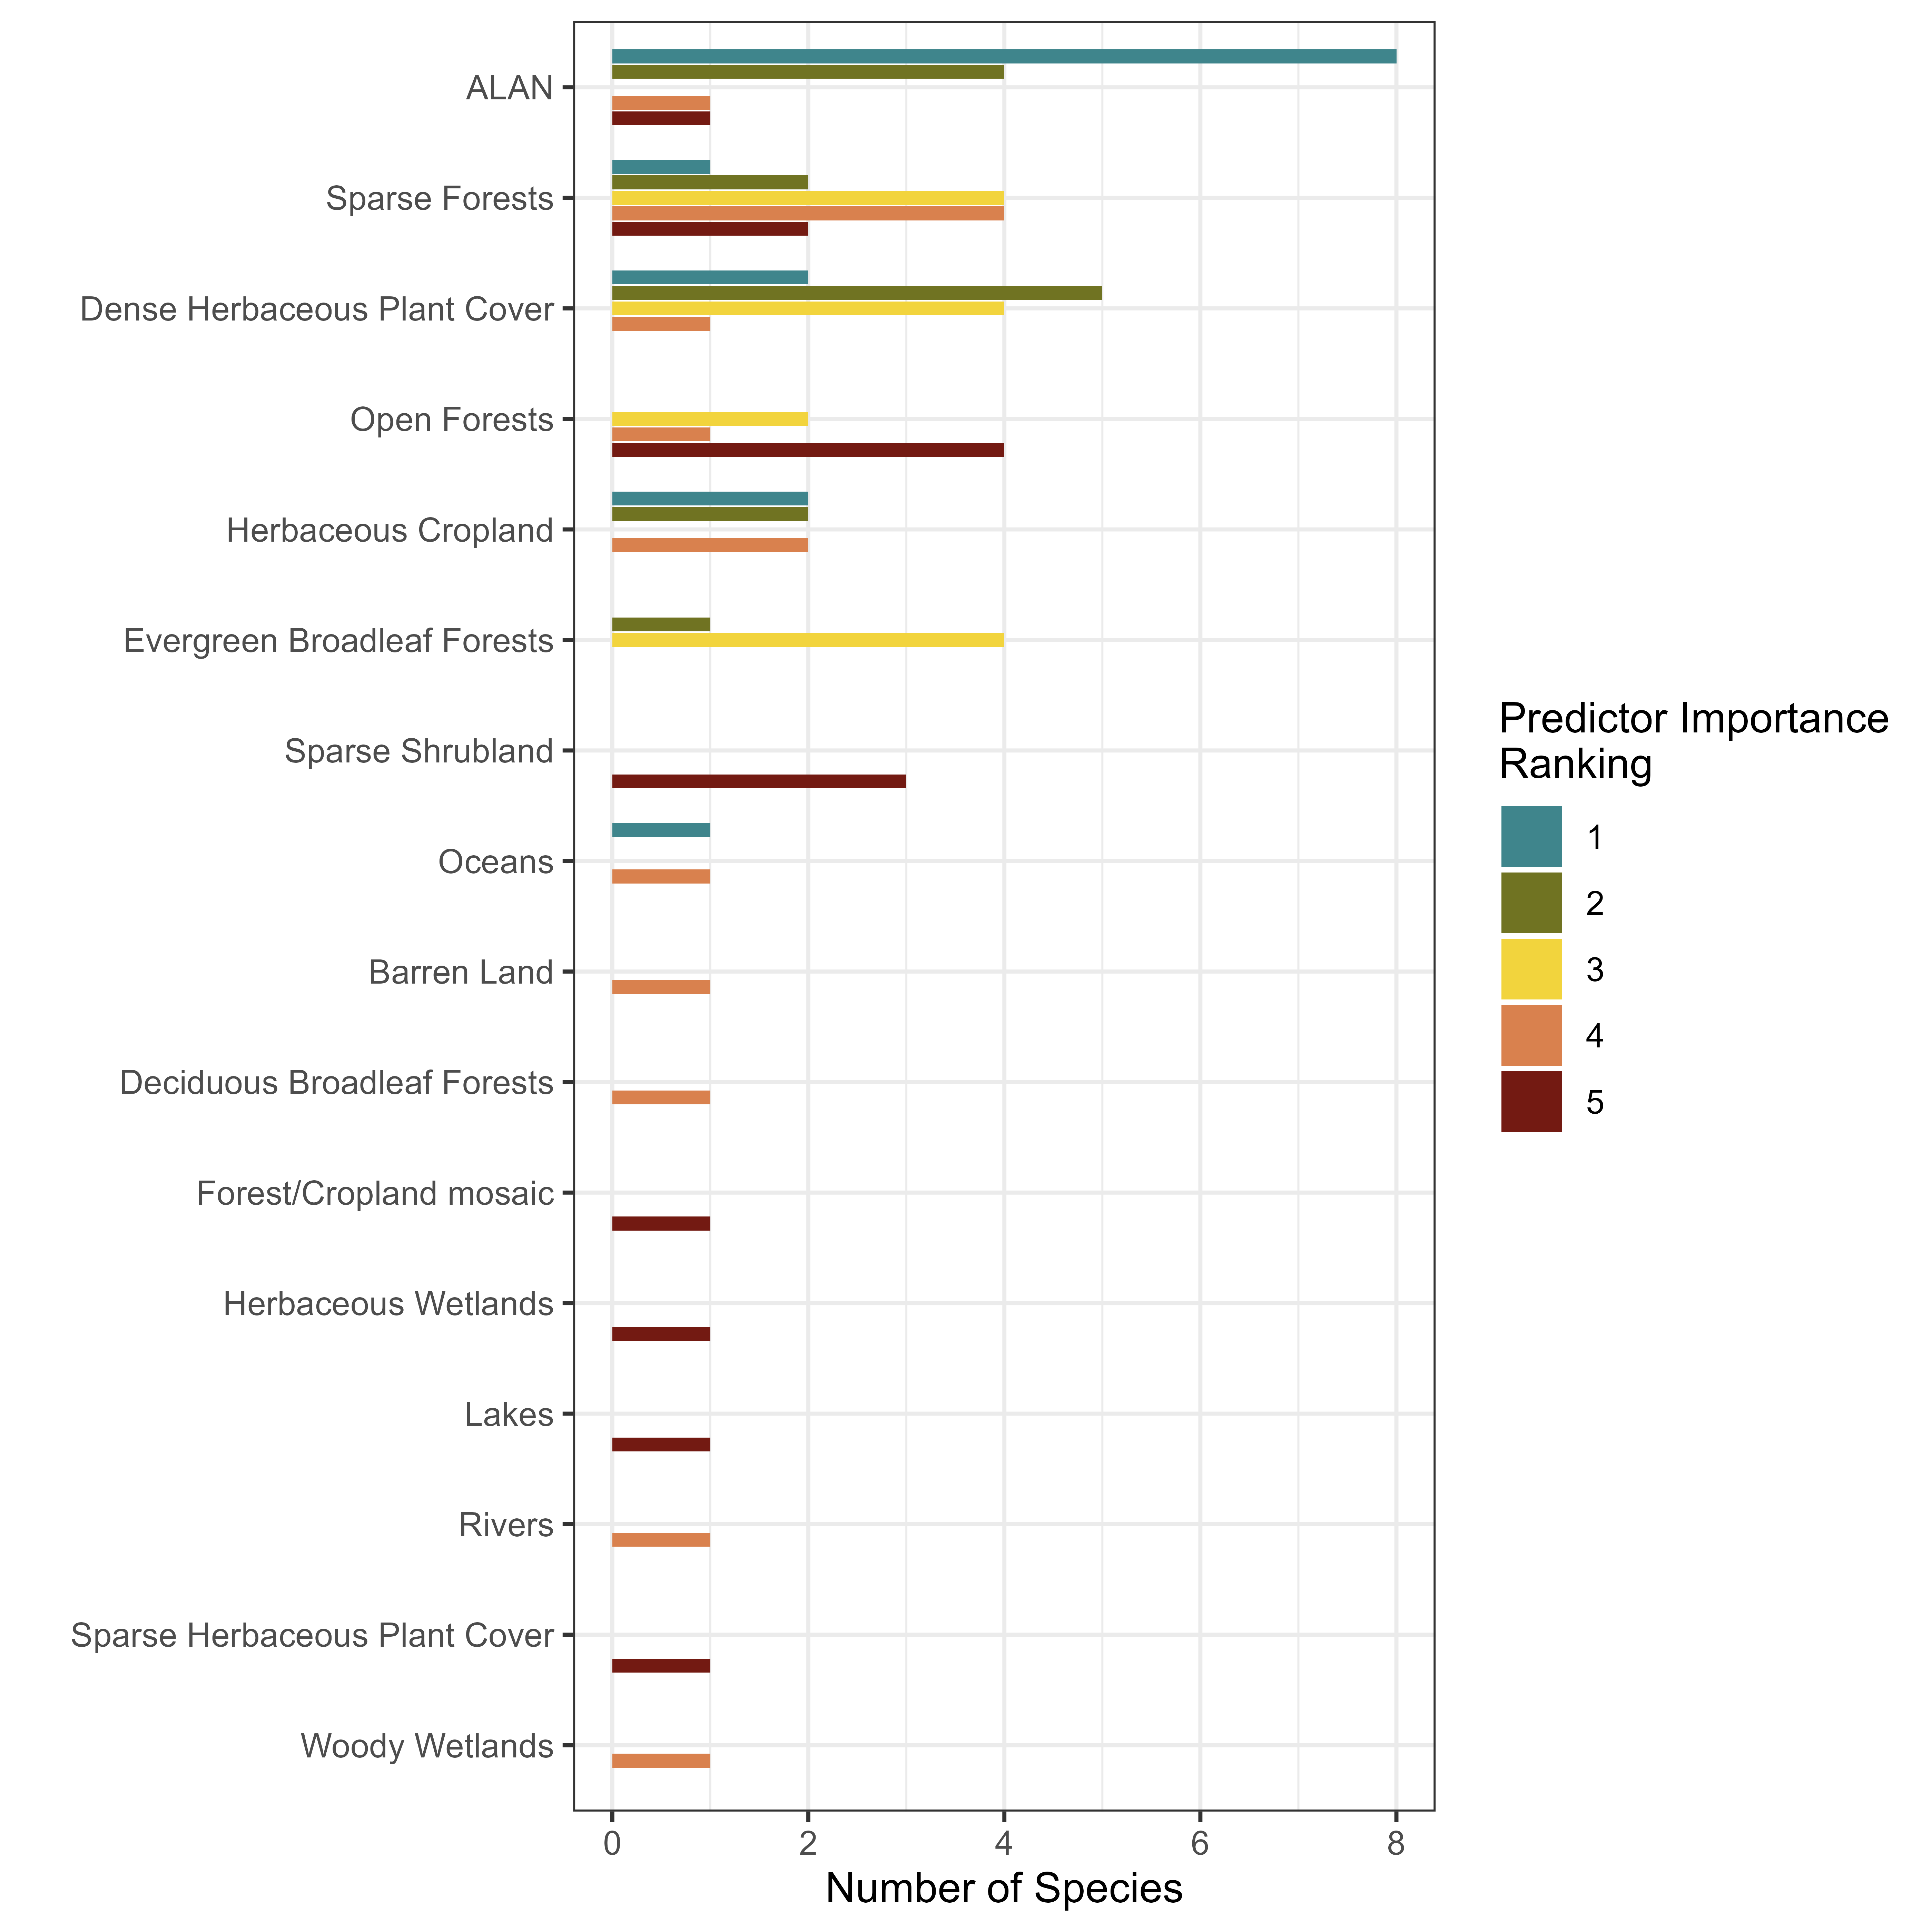 ALAN
Sparse Forests
Dense Herbaceous Plant Cover
Open Forests
Herbaceous Cropland
Evergreen Broadleaf Forests
Sparse Shrubland
Oceans
Barren Land
Deciduous Broadleaf Forests
Forest/Cropland mosaic
Herbaceous Wetlands
Lakes
Rivers
Sparse Herbaceous Plant Cover
Woody Wetlands
0 2 4 6 8
Number of Species
Predictor Importance
Ranking
1
2
3
4
5